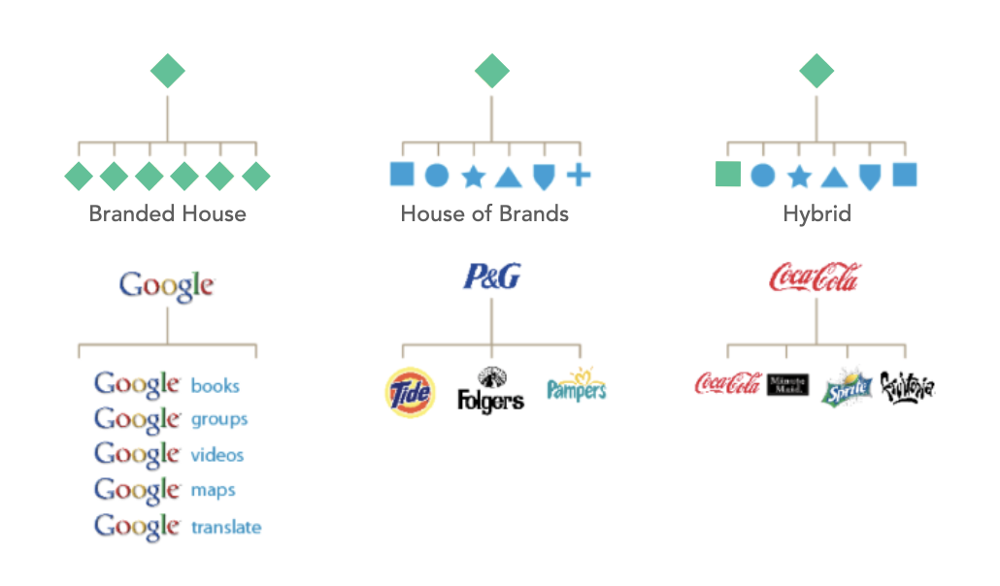 Branded House
House of Brands
Hybrid
Google
P&G
Coca-Cola
Google books
Google groups
Google videos
Google maps
Google translate
Tide
Folgers
Pampers
Coca-Cola
Minute
Maid.
Sprite
Fruitopia